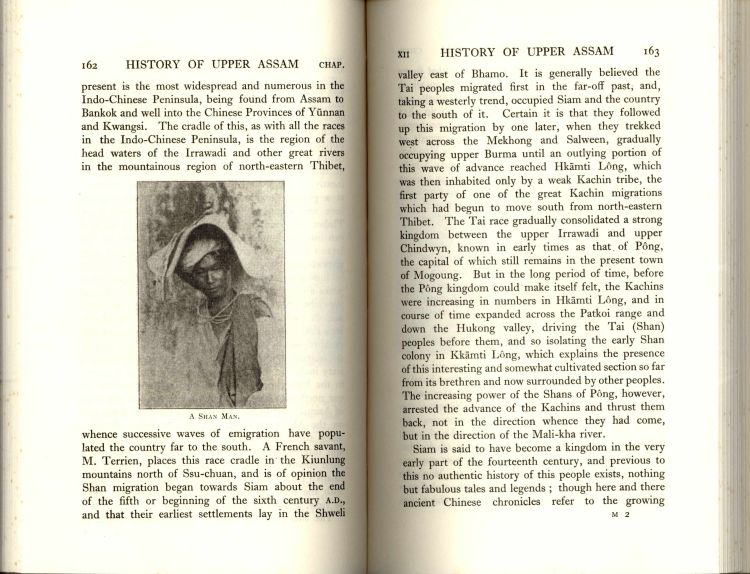 162 HISTORY OF UPPER ASSAM CHAP.
present is the most widespread and numerous in the
Indo-Chinese Peninsula, being found from Assam to
Bankok and well into the Chinese Provinces of Yünnan
and Kwangsi. The cradle of this, as with all the races
in the Indo-Chinese Peninsula, is the region of the
head waters of the Irrawadi and other great rivers
in the mountainous region of north-eastern Thibet,
A SHAN MAN.
whence successive waves of emigration have popu-
lated the country far to the south. A French savant,
M. Terrien, places this race cradle in the Kiunlung
mountains north of Ssu-chuan, and is of opinion the
Shan migration began towards Siam about the end
of the fifth or beginning of the sixth century A.D.,
and that their earliest settlements lay in the Shweli
XII HISTORY OF UPPER ASSAM 163
valley east of Bhamo. It is generally believed the
Tai peoples migrated first in the far-off past, and,
taking a westerly trend, occupied Siam and the country
to the south of it. Certain it is that they followed
up this migration by one later, when they trekked
west across the Mekhong and Salween, gradually
occupying upper Burma until an outlying portion of
this wave of advance reached Hkāmti Lông, which
was then inhabited only by a weak Kachin tribe, the
first party of one of the great Kachin migrations
which had begun to move south from north-eastern
Thibet. The Tai race gradually consolidated a strong
kingdom between the upper Irrawadi and upper
Chindwyn, known in early times as that of Pông,
the capital of which still remains in the present town
of Mogoung. But in the long period of time, before
the Pông kingdom could make itself felt, the Kachins
were increasing in numbers in Hkāmti Lông, and in
course of time expanded across the Patkoi range and
down the Hukong valley, driving the Tai (Shan)
peoples before them, and so isolating the early Shan
colony in Kkāmti Lông, which explains the presence
of this interesting and somewhat cultivated section so far
from its brethren and now surrounded by other peoples.
The increasing power of the Shans of Pông, however,
arrested the advance of the Kachins and thrust them
back, not in the direction whence they had come,
but in the direction of the Mali-kha river.
Siam is said to have become a kingdom in the very
early part of the fourteenth century, and previous to
this no authentic history of this people exists, nothing
but fabulous tales and legends ; though here and there
ancient Chinese chronicles refer to the growing
M 2